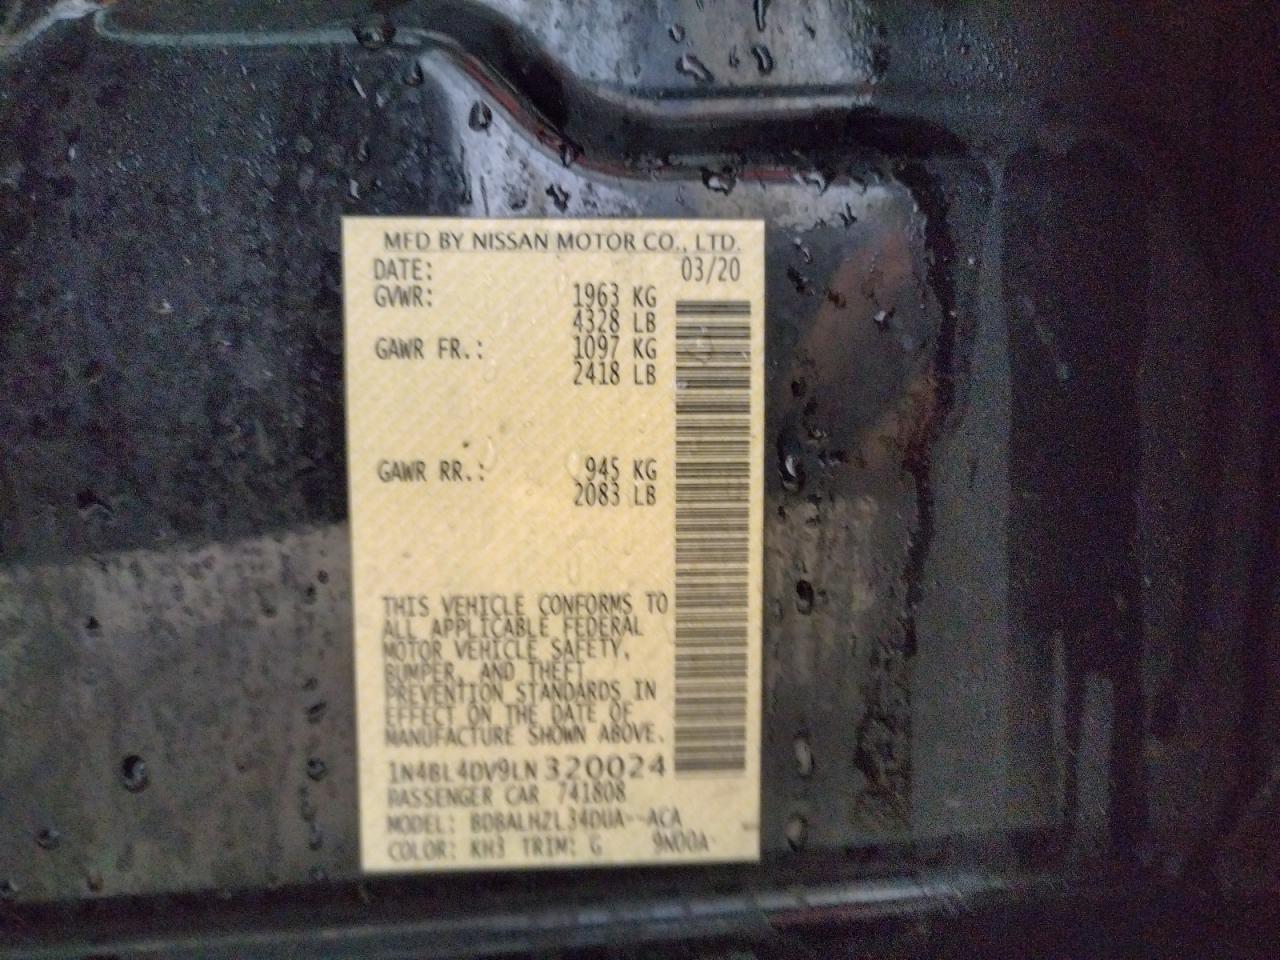 MFD BY NISSAN MOTOR CO., LTD.
DATE: 03/20
GVWR: 1963 KG
4328 LB
GAWR FR.: 1097 KG
2418 LB
GAWR RR.: 945 KG
2083 LB
THIS VEHICLE CONFORMS TO
ALL APPLICABLE FEDERAL
MOTOR VEHICLE SAFETY,
BUMPER, AND THEFT
PREVENTION STANDARDS IN
EFFECT ON THE DATE OF
MANUFACTURE SHOWN ABOVE.
1N4BL4DV9LN320024
PASSENGER CAR 741808
MODEL: BDBALHZL34DUA--ACA
COLOR: KH3 TRIM: G 9N00A-